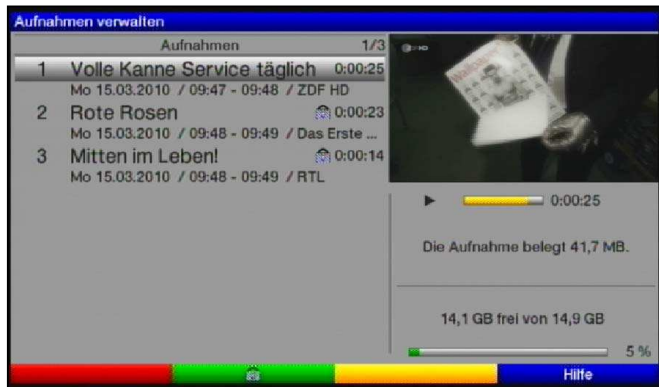 Aufnahmen verwalten
Aufnahmen 1/3
1 Volle Kanne Service täglich 0:00:25
Mo 15.03.2010 / 09:47 - 09:48 / ZDF HD
2 Rote Rosen 0:00:23
Mo 15.03.2010 / 09:48 - 09:49 / Das Erste ...
3 Mitten im Leben! 0:00:14
Mo 15.03.2010 / 09:48 - 09:49 / RTL
0:00:25
Die Aufnahme belegt 41,7 MB.
14,1 GB frei von 14,9 GB
5 %
Hilfe